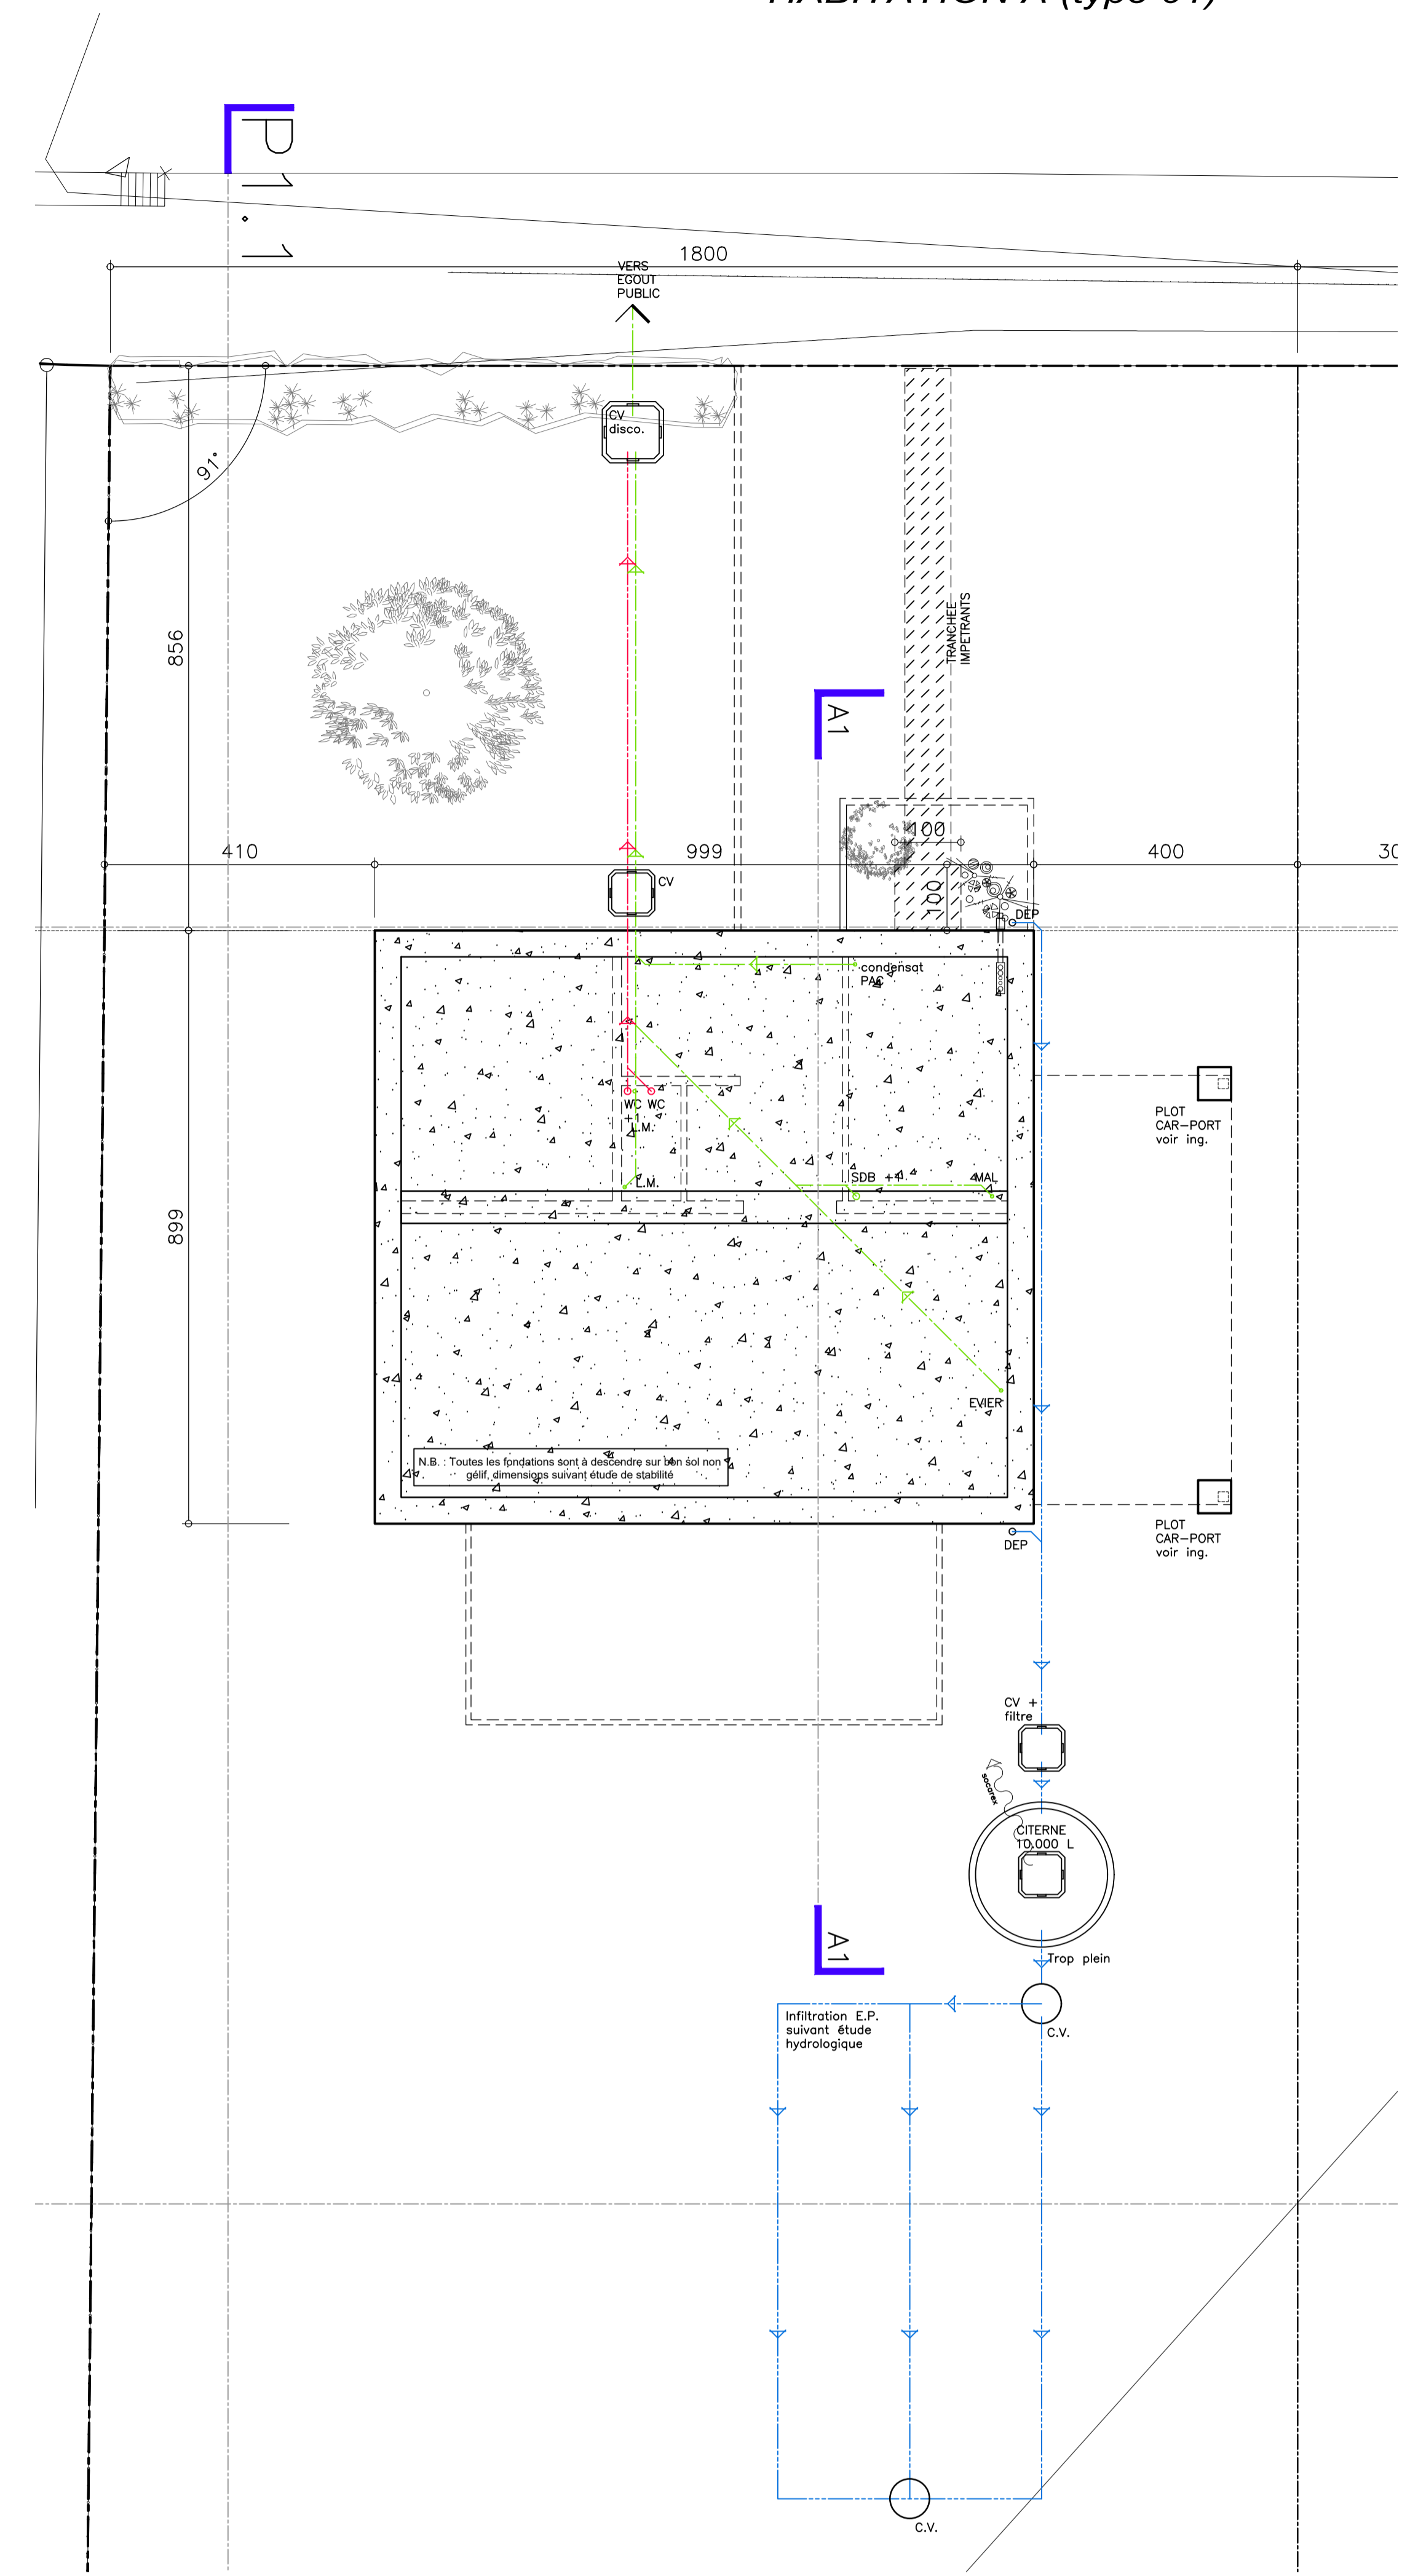 P1.1
1800
VERS
EGOUT
PUBLIC
CV
disco.
91°
856
TRANCHEE
IMPETRANTS
A1
410
999
100
400
100
CV
DEP
condensat
PAC
PLOT
CAR-PORT
voir ing.
WC WC
+1
L.M.
L.M.
SDB ++1
MAL
899
EVIER
N.B. : Toutes les fondations sont à descendre sur bon sol non
gélif, dimensions suivant étude de stabilité
DEP
PLOT
CAR-PORT
voir ing.
CV +
filtre
socarex
CITERNE
10.000 L
A1
Trop plein
Infiltration E.P.
suivant étude
hydrologique
C.V.
C.V.